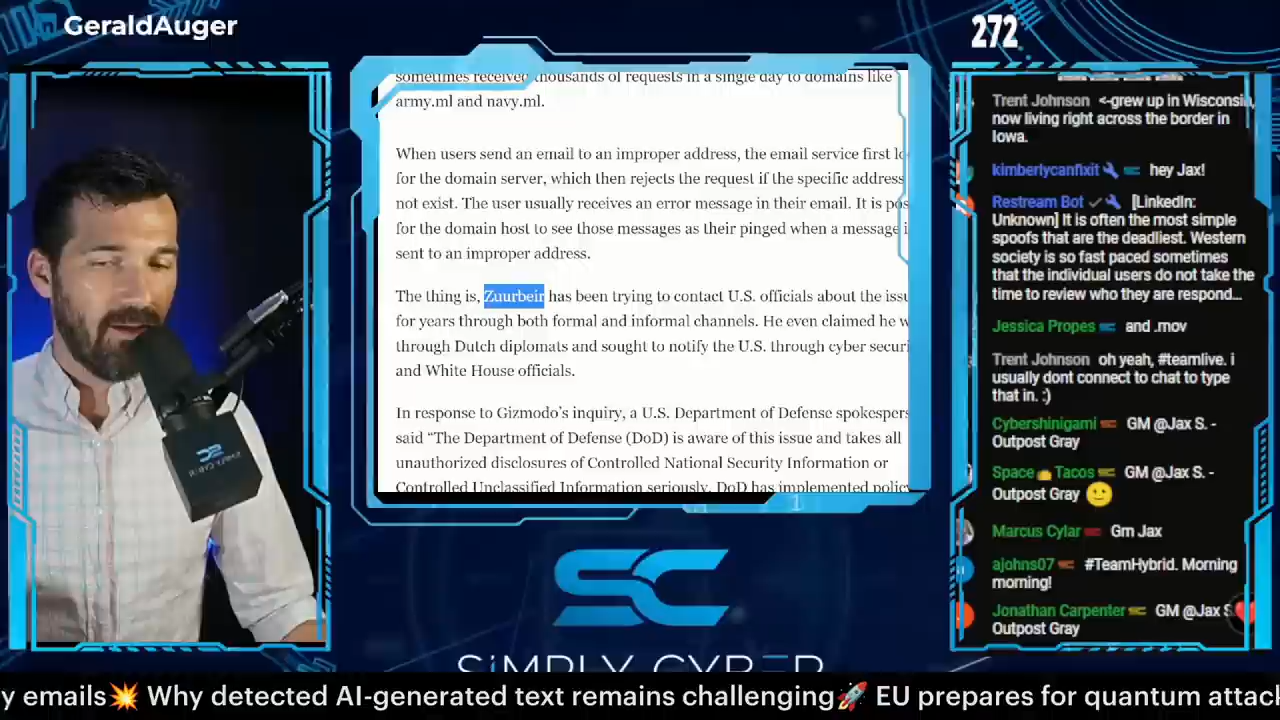 GeraldAuger
272
sometimes received thousands of requests in a single day to domains like
army.ml and navy.ml.
When users send an email to an improper address, the email service first lo
for the domain server, which then rejects the request if the specific address
not exist. The user usually receives an error message in their email. It is pos
for the domain host to see those messages as their pinged when a message i
sent to an improper address.
The thing is, Zuurbeir has been trying to contact U.S. officials about the issu
for years through both formal and informal channels. He even claimed he w
through Dutch diplomats and sought to notify the U.S. through cyber securi
and White House officials.
In response to Gizmodo's inquiry, a U.S. Department of Defense spokespers
said “The Department of Defense (DoD) is aware of this issue and takes all
unauthorized disclosures of Controlled National Security Information or
Controlled Unclassified Information seriously. DoD has implemented policy
SC
SIMPLY CYBER
Trent Johnson <-grew up in Wisconsin,
now living right across the border in
Iowa.
kimberlycanfixit hey Jax!
Restream Bot [LinkedIn:
Unknown] It is often the most simple
spoofs that are the deadliest. Western
society is so fast paced sometimes
that the individual users do not take the
time to review who they are respond...
Jessica Propes and .mov
Trent Johnson oh yeah, #teamlive. i
usually dont connect to chat to type
that in. :)
Cybershinigami GM @Jax S. -
Outpost Gray
Space Tacos GM @Jax S. -
Outpost Gray
Marcus Cylar Gm Jax
ajohns07 #TeamHybrid. Morning
morning!
Jonathan Carpenter GM @Jax S
Outpost Gray
y emails💥 Why detected AI-generated text remains challenging🚀 EU prepares for quantum attac